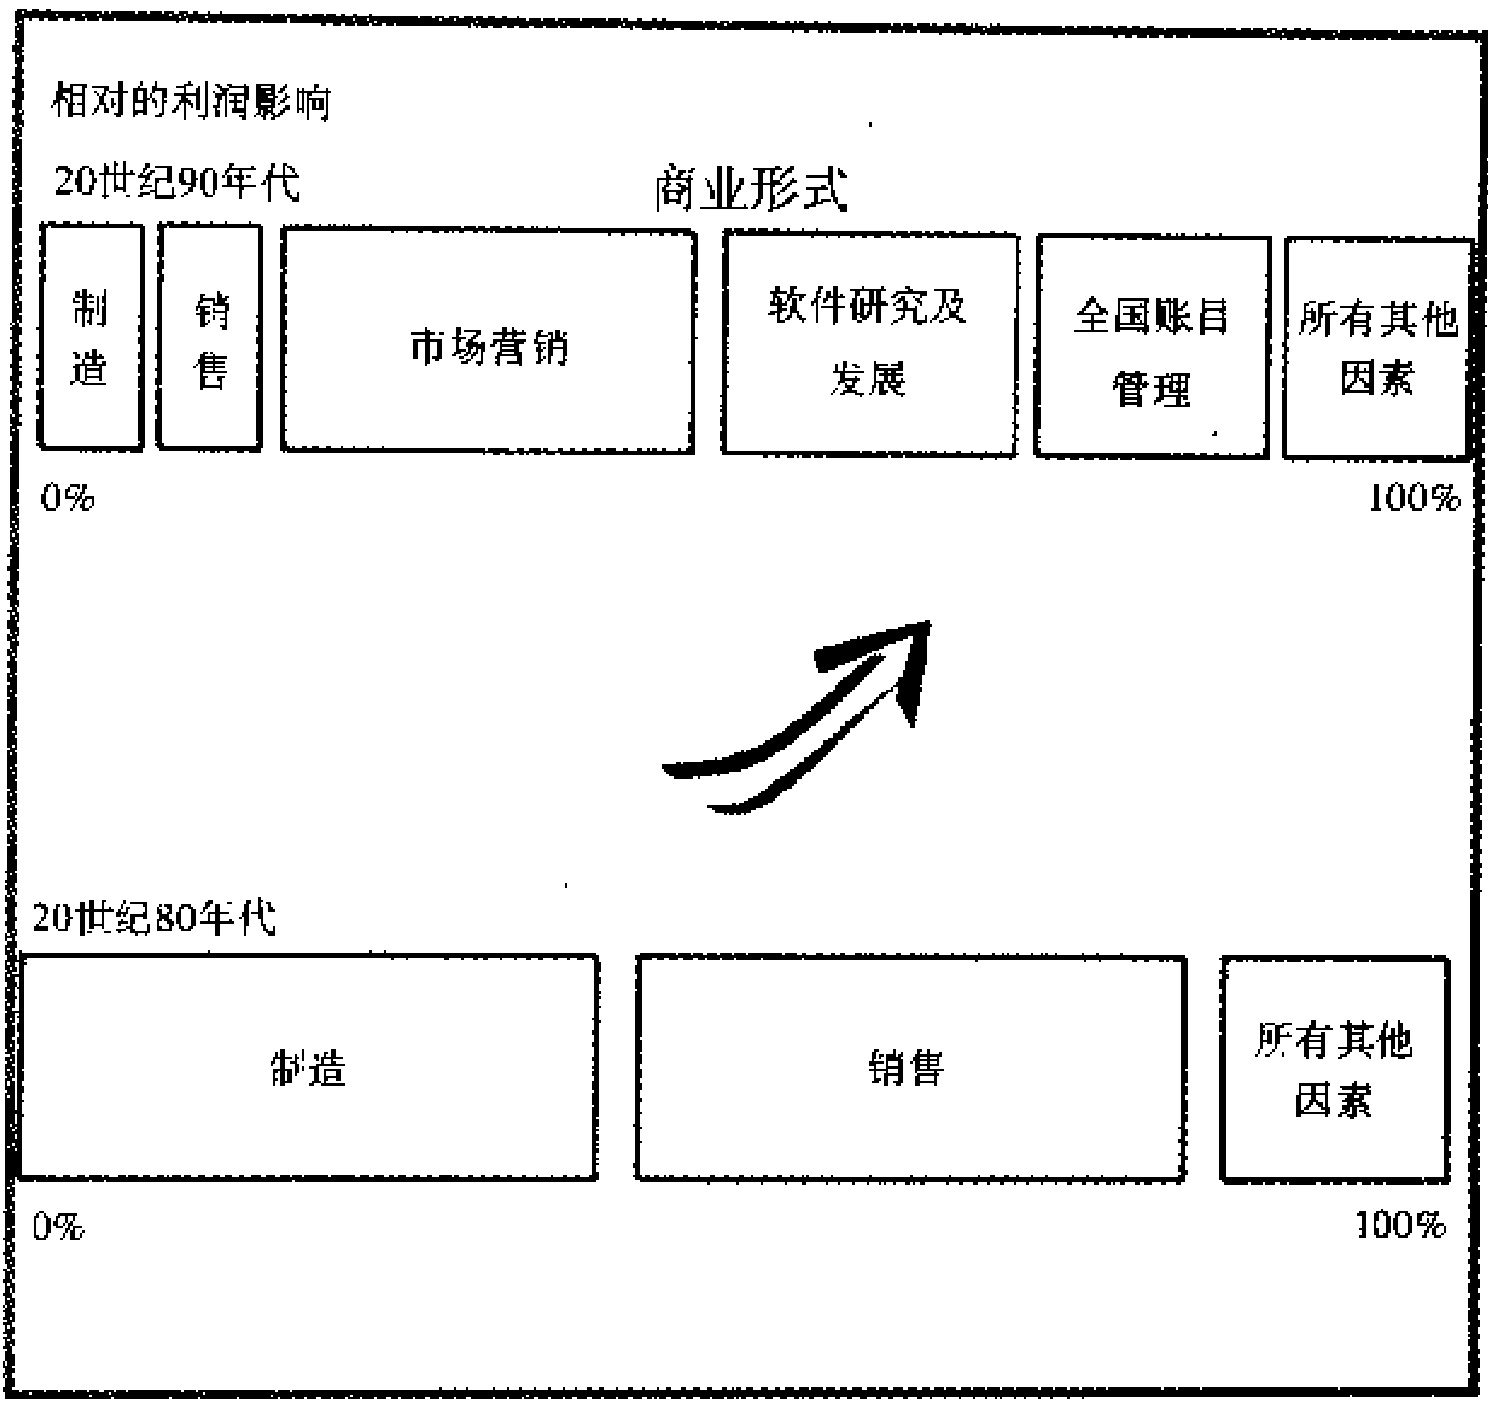 相对的利润影响
20世纪90年代
商业形式
制
造
销
售
市场营销
软件研究及
发展
全国账目
管理
所有其他
因素
0%
100%
20世纪80年代
制造
销售
所有其他
因素
0%
100%